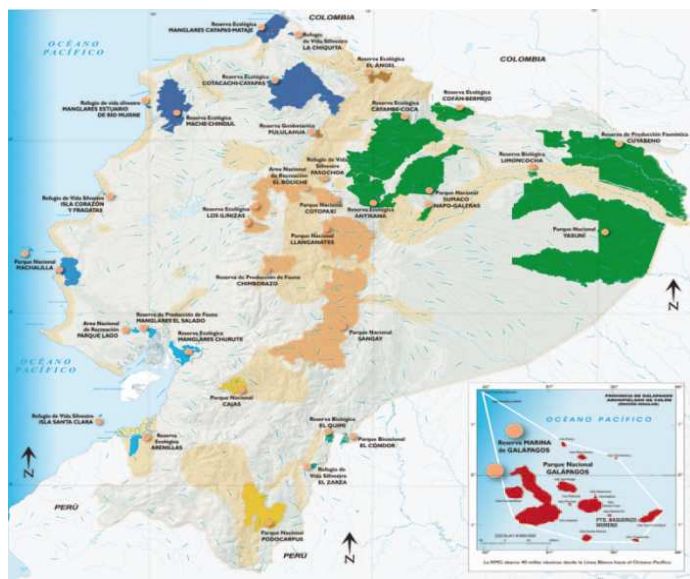 COLOMBIA
Reserva Ecológica
MANGLARES CAYAPAS-MATAJE
Refugio
de Vida Silvestre
LA CHIQUITA
OCÉANO
PACÍFICO
Reserva Ecológica
EL ÁNGEL
COLOMBIA
Reserva Ecológica
COTACACHI-CAYAPAS
Refugio de vida silvestre
MANGLARES ESTUARIO
DE RÍO MUISNE
Reserva
Ecológica
MACHE-CHINDUL
Reserva Ecológica
COFÁN-BERMEJO
Reserva Ecológica
CAYAMBE-COCA
Reserva Geobotánica
PULULAHUA
Reserva de Producción Faunística
CUYABENO
Refugio de Vida
Silvestre
PASOCHOA
Reserva Biológica
LIMONCOCHA
Área Nacional
de Recreación
EL BOLICHE
Parque Nacional
SUMACO
NAPO-GALERAS
Refugio de Vida Silvestre
ISLA CORAZÓN
Y FRAGATAS
Reserva Ecológica
LOS ILINIZAS
Parque Nacional
COTOPAXI
Reserva Ecológica
ANTISANA
Parque Nacional
LLANGANATES
Parque Nacional
YASUNÍ
Parque Nacional
MACHALILLA
Reserva de Producción de Fauna
CHIMBORAZO
N
Reserva de Producción de Fauna
MANGLARES EL SALADO
Área Nacional
de Recreación
PARQUE LAGO
Reserva Ecológica
MANGLARES CHURUTE
Parque Nacional
SANGAY
OCÉANO
PACÍFICO
Parque Nacional
CAJAS
Refugio de Vida Silvestre
ISLA SANTA CLARA
Reserva Biológica
EL QUIMI
Parque Binacional
EL CÓNDOR
Reserva
Ecológica
ARENILLAS
N
Refugio
de Vida
Silvestre
EL ZARZA
PERÚ
Parque Nacional
PODOCARPUS
N
PERÚ
PROVINCIA DE GALÁPAGOS
ARCHIPIÉLAGO DE COLÓN
OCÉANO PACÍFICO
Reserva MARINA
de GALÁPAGOS
Parque Nacional
GALÁPAGOS
PTO. BAQUERIZO
MORENO